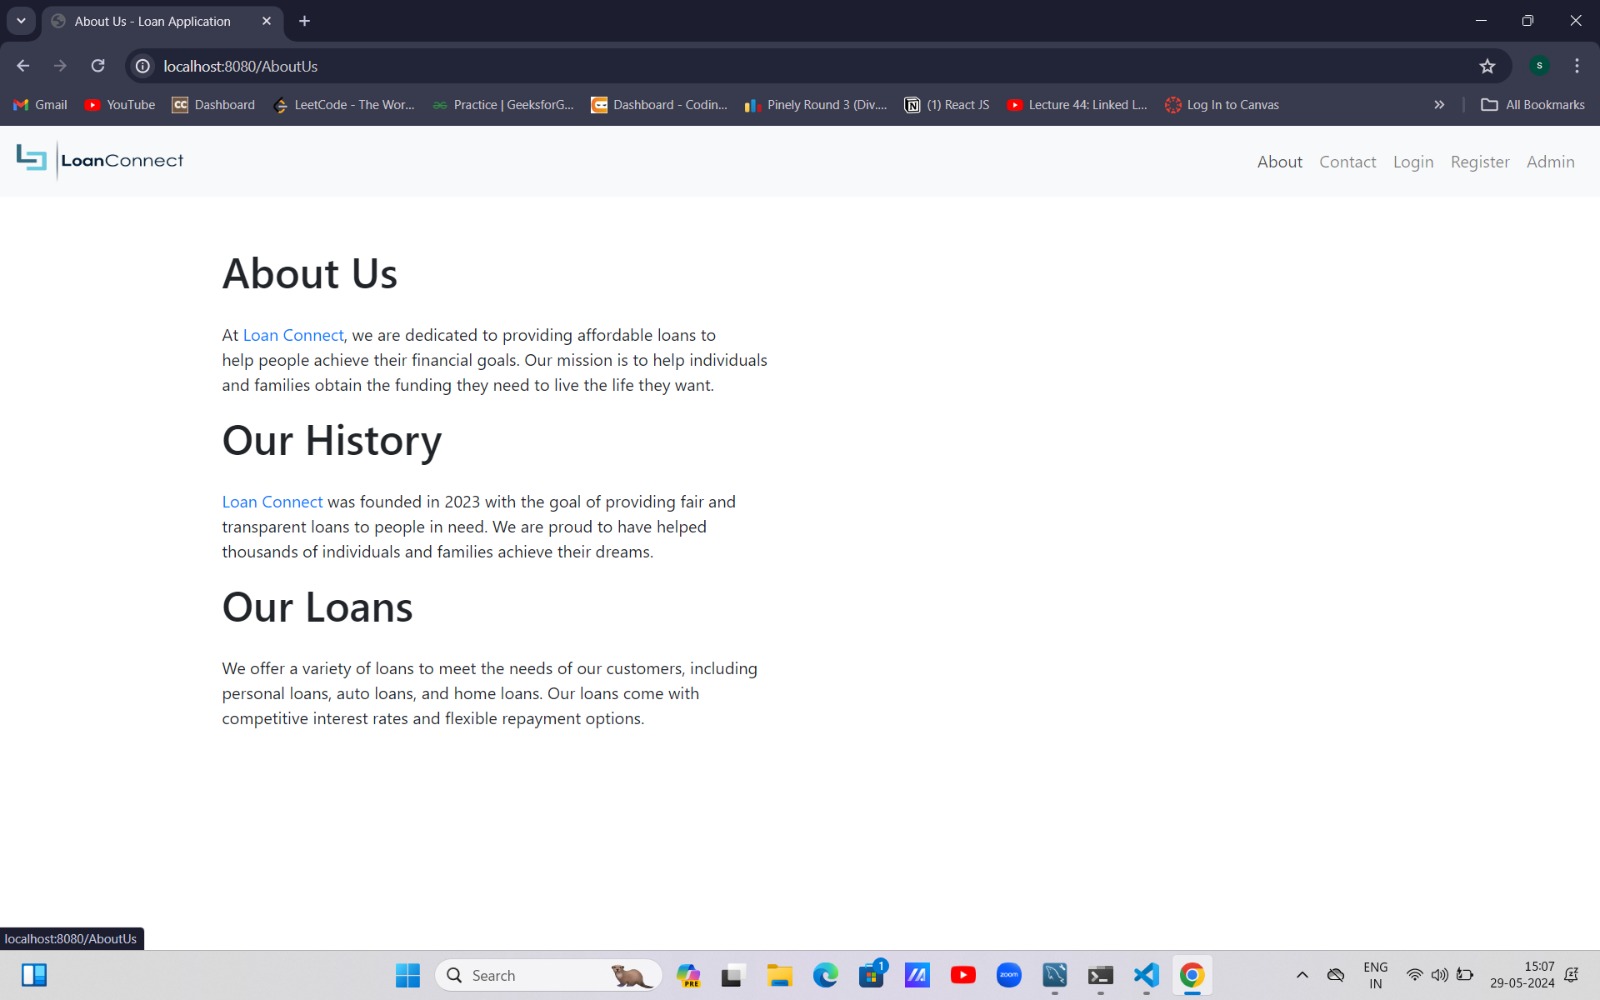 About Us - Loan Application
localhost:8080/AboutUs
S
Gmail
YouTube
CC Dashboard
LeetCode - The Wor...
Practice | GeeksforG...
Dashboard - Codin...
Pinely Round 3 (Div....
(1) React JS
Lecture 44: Linked L...
Log In to Canvas
All Bookmarks
LoanConnect
About
Contact
Login
Register
Admin
About Us
At Loan Connect, we are dedicated to providing affordable loans to
help people achieve their financial goals. Our mission is to help individuals
and families obtain the funding they need to live the life they want.
Our History
Loan Connect was founded in 2023 with the goal of providing fair and
transparent loans to people in need. We are proud to have helped
thousands of individuals and families achieve their dreams.
Our Loans
We offer a variety of loans to meet the needs of our customers, including
personal loans, auto loans, and home loans. Our loans come with
competitive interest rates and flexible repayment options.
localhost:8080/AboutUs
Search
PRE
1
zoom
ENG
IN
15:07
29-05-2024